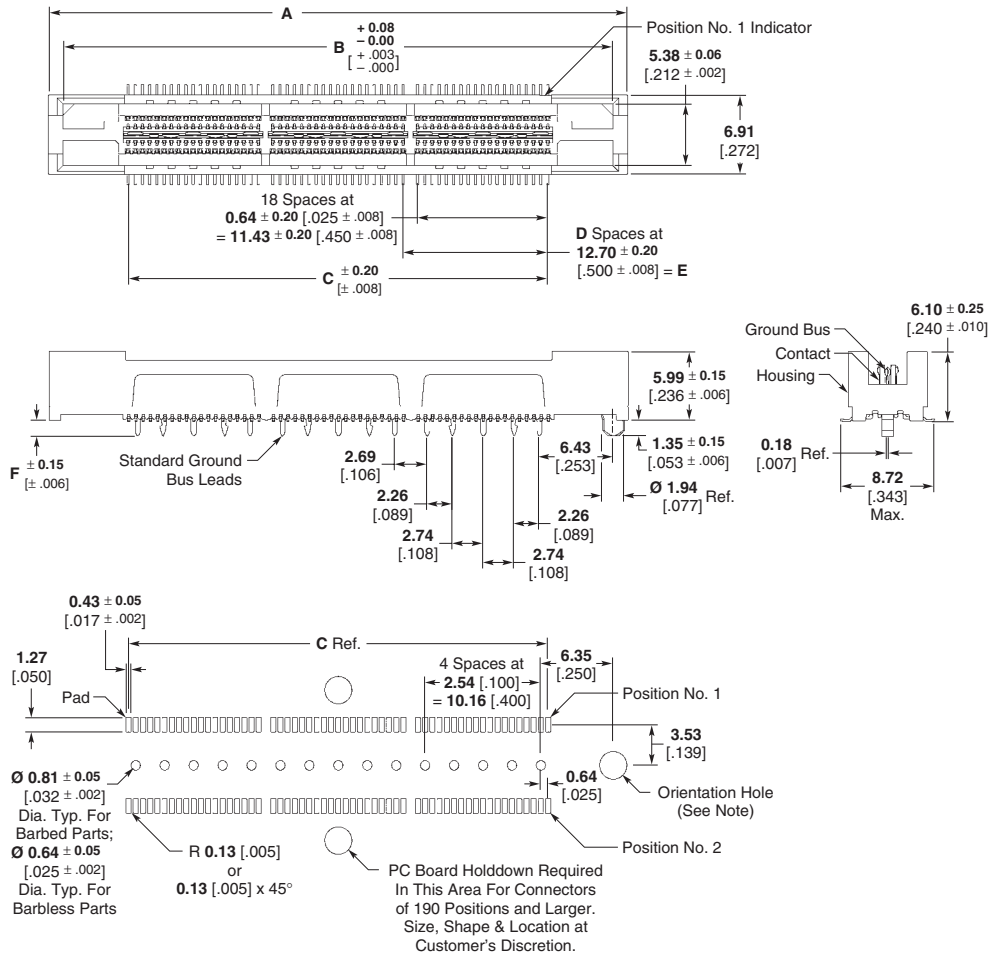 A
+ 0.08
B – 0.00
[ + .003
– .000 ]
Position No. 1 Indicator
5.38 ± 0.06
[.212 ± .002]
6.91
[.272]
18 Spaces at
0.64 ± 0.20 [.025 ± .008]
= 11.43 ± 0.20 [.450 ± .008]
D Spaces at
12.70 ± 0.20
[.500 ± .008] = E
C ± 0.20
[± .008]
6.10 ± 0.25
[.240 ± .010]
Ground Bus
Contact
Housing
5.99 ± 0.15
[.236 ± .006]
F ± 0.15
[± .006]
Standard Ground
Bus Leads
2.69
[.106]
6.43
[.253]
1.35 ± 0.15
[.053 ± .006]
0.18
[.007] Ref.
2.26
[.089]
Ø 1.94
[.077] Ref.
8.72
[.343]
Max.
2.74
[.108]
2.26
[.089]
2.74
[.108]
0.43 ± 0.05
[.017 ± .002]
C Ref.
1.27
[.050]
4 Spaces at
2.54 [.100]
= 10.16 [.400]
6.35
[.250]
Pad
Position No. 1
3.53
[.139]
Ø 0.81 ± 0.05
[.032 ± .002]
Dia. Typ. For
Barbed Parts;
Ø 0.64 ± 0.05
[.025 ± .002]
Dia. Typ. For
Barbless Parts
0.64
[.025]
Orientation Hole
(See Note)
R 0.13 [.005]
or
0.13 [.005] x 45°
Position No. 2
PC Board Holddown Required
In This Area For Connectors
of 190 Positions and Larger.
Size, Shape & Location at
Customer's Discretion.